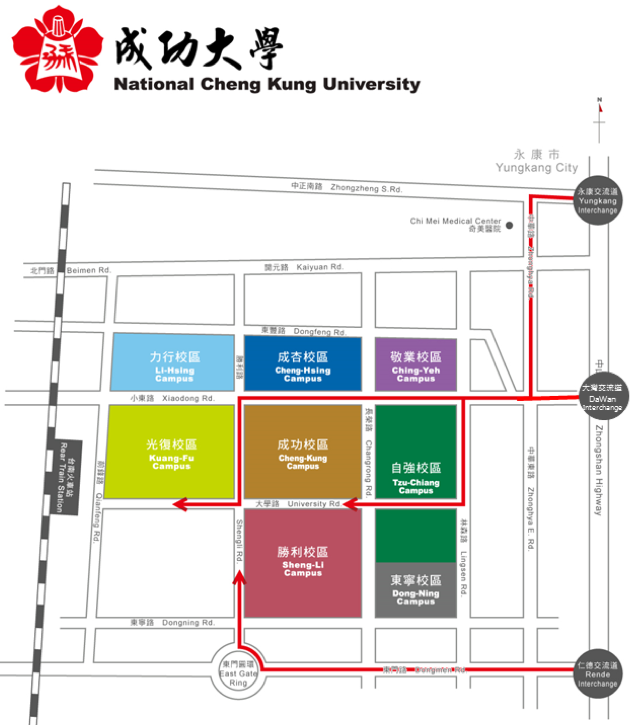 成功大學
National Cheng Kung University
N
永康市
Yungkang City
永康交流道
Yungkang
Interchange
中正南路 Zhongzheng S.Rd.
Chi Mei Medical Center
奇美醫院
中華路
開元路 Kaiyuan Rd.
北門路 Beimen Rd.
東豐路 Dongfeng Rd.
力行校區
Li-Hsing
Campus
勝利路
成杏校區
Cheng-Hsing
Campus
敬業校區
Ching-Yeh
Campus
大灣交流道
DaWan
Interchange
小東路 Xiaodong Rd.
光復校區
Kuang-Fu
Campus
成功校區
Cheng-Kung
Campus
長榮路 Changrong Rd.
自強校區
Tzu-Chiang
Campus
中華東路 Zhonghya E. Rd.
Zhongshan Highway
台南火車站
Rear Train Station
前鋒路 Qianfeng Rd.
大學路 University Rd.
Shengli Rd.
勝利校區
Sheng-Li
Campus
林森路 Lingsen Rd.
東寧校區
Dong-Ning
Campus
東寧路 Dongning Rd.
東門圓環
East Gate
Ring
東門路 Dongmen Rd.
仁德交流道
Rende
Interchange